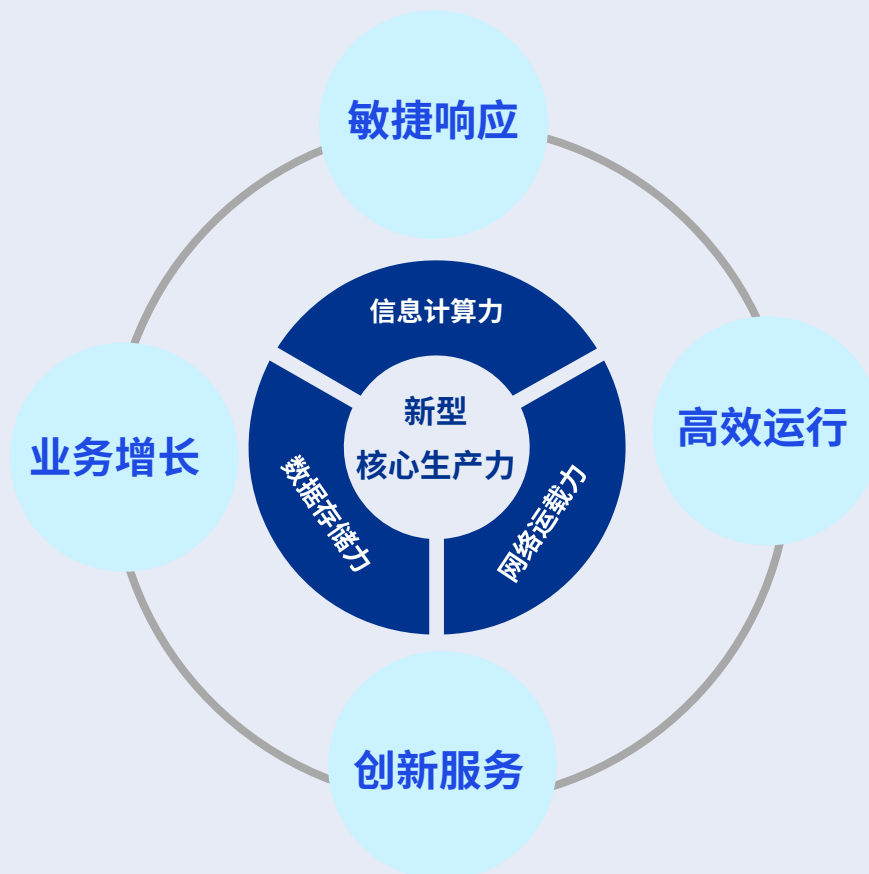 敏捷响应
信息计算力
新型
核心生产力
高效运行
业务增长
数据存储力
网络运载力
创新服务